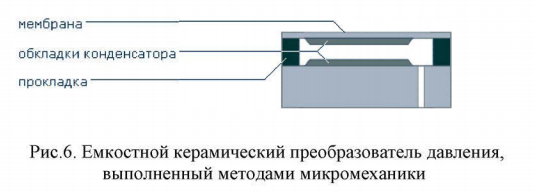 мембрана
обкладки конденсатора
прокладка
Рис.6. Емкостной керамический преобразователь давления,
выполненный методами микромеханики